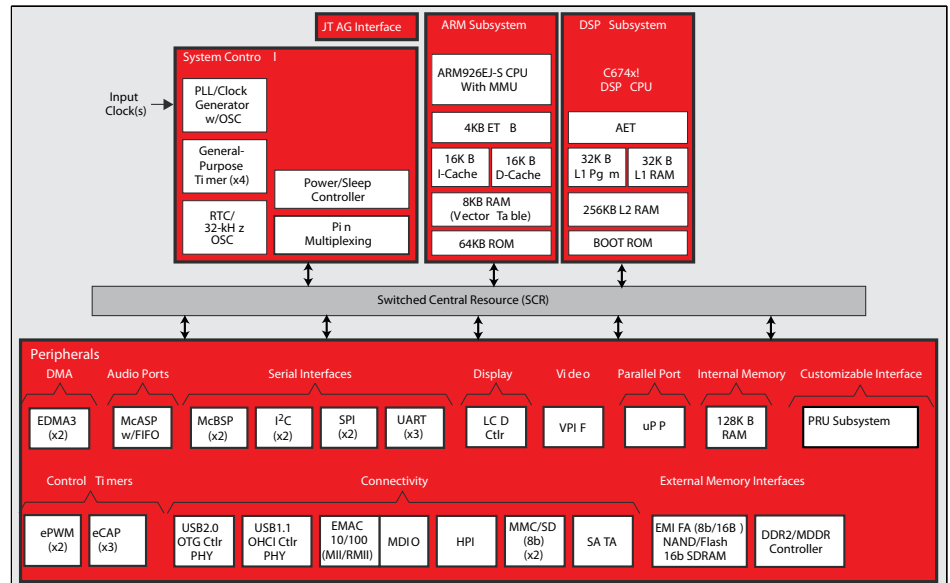 JT AG Interface
ARM Subsystem
DSP Subsystem
System Contro l
ARM926EJ-S CPU
With MMU
C674x!
DSP CPU
Input
Clock(s)
PLL/Clock
Generator
w/OSC
4KB ET B
AET
General-
Purpose
Ti mer (x4)
16K B
I-Cache
16K B
D-Cache
32K B
L1 Pg m
32K B
L1 RAM
Power/Sleep
Controller
8KB RAM
(Vector Ta ble)
256KB L2 RAM
RTC/
32-kH z
OSC
Pi n
Multiplexing
64KB ROM
BOOT ROM
Switched Central Resource (SCR)
Peripherals
DMA
Audio Ports
Serial Interfaces
Display
Vi de o
Parallel Port
Internal Memory
Customizable Interface
EDMA3
(x2)
McASP
w/FIFO
McBSP
(x2)
I²C
(x2)
SPI
(x2)
UART
(x3)
LC D
Ctlr
VPI F
uP P
128K B
RAM
PRU Subsystem
Control Ti mers
Connectivity
External Memory Interfaces
ePWM
(x2)
eCAP
(x3)
USB2.0
OTG Ctlr
PHY
USB1.1
OHCI Ctlr
PHY
EMAC
10/100
(MII/RMII)
MDI O
HPI
MMC/SD
(8b)
(x2)
SA TA
EMI FA (8b/16B )
NAND/Flash
16b SDRAM
DDR2/MDDR
Controller